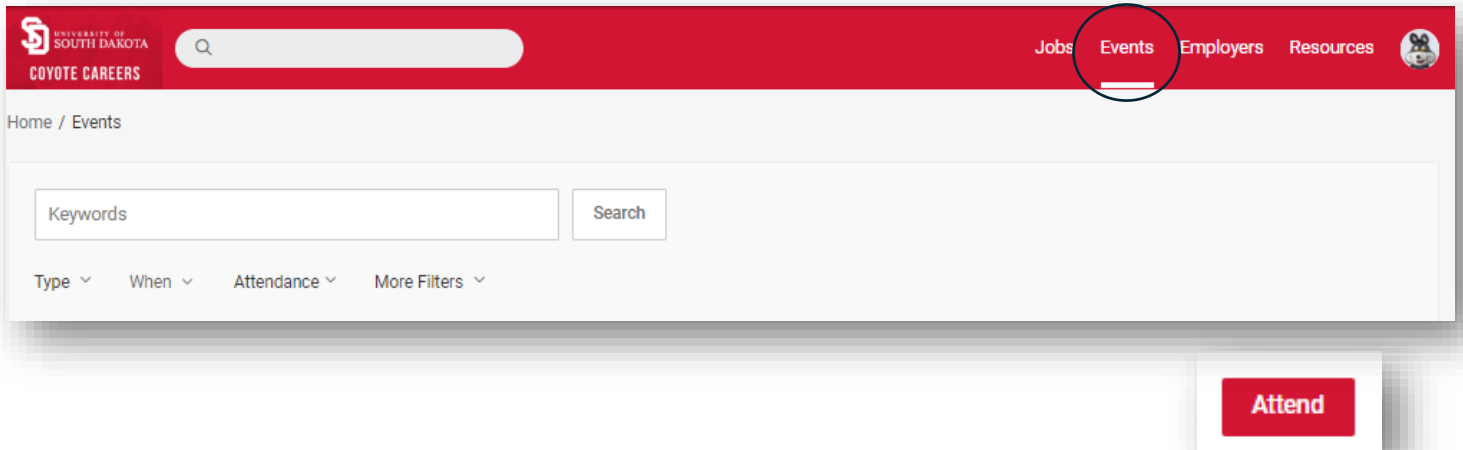 UNIVERSITY OF
SOUTH DAKOTA
COYOTE CAREERS
Jobs Events Employers Resources
Home / Events
Keywords Search
Type When Attendance More Filters
Attend